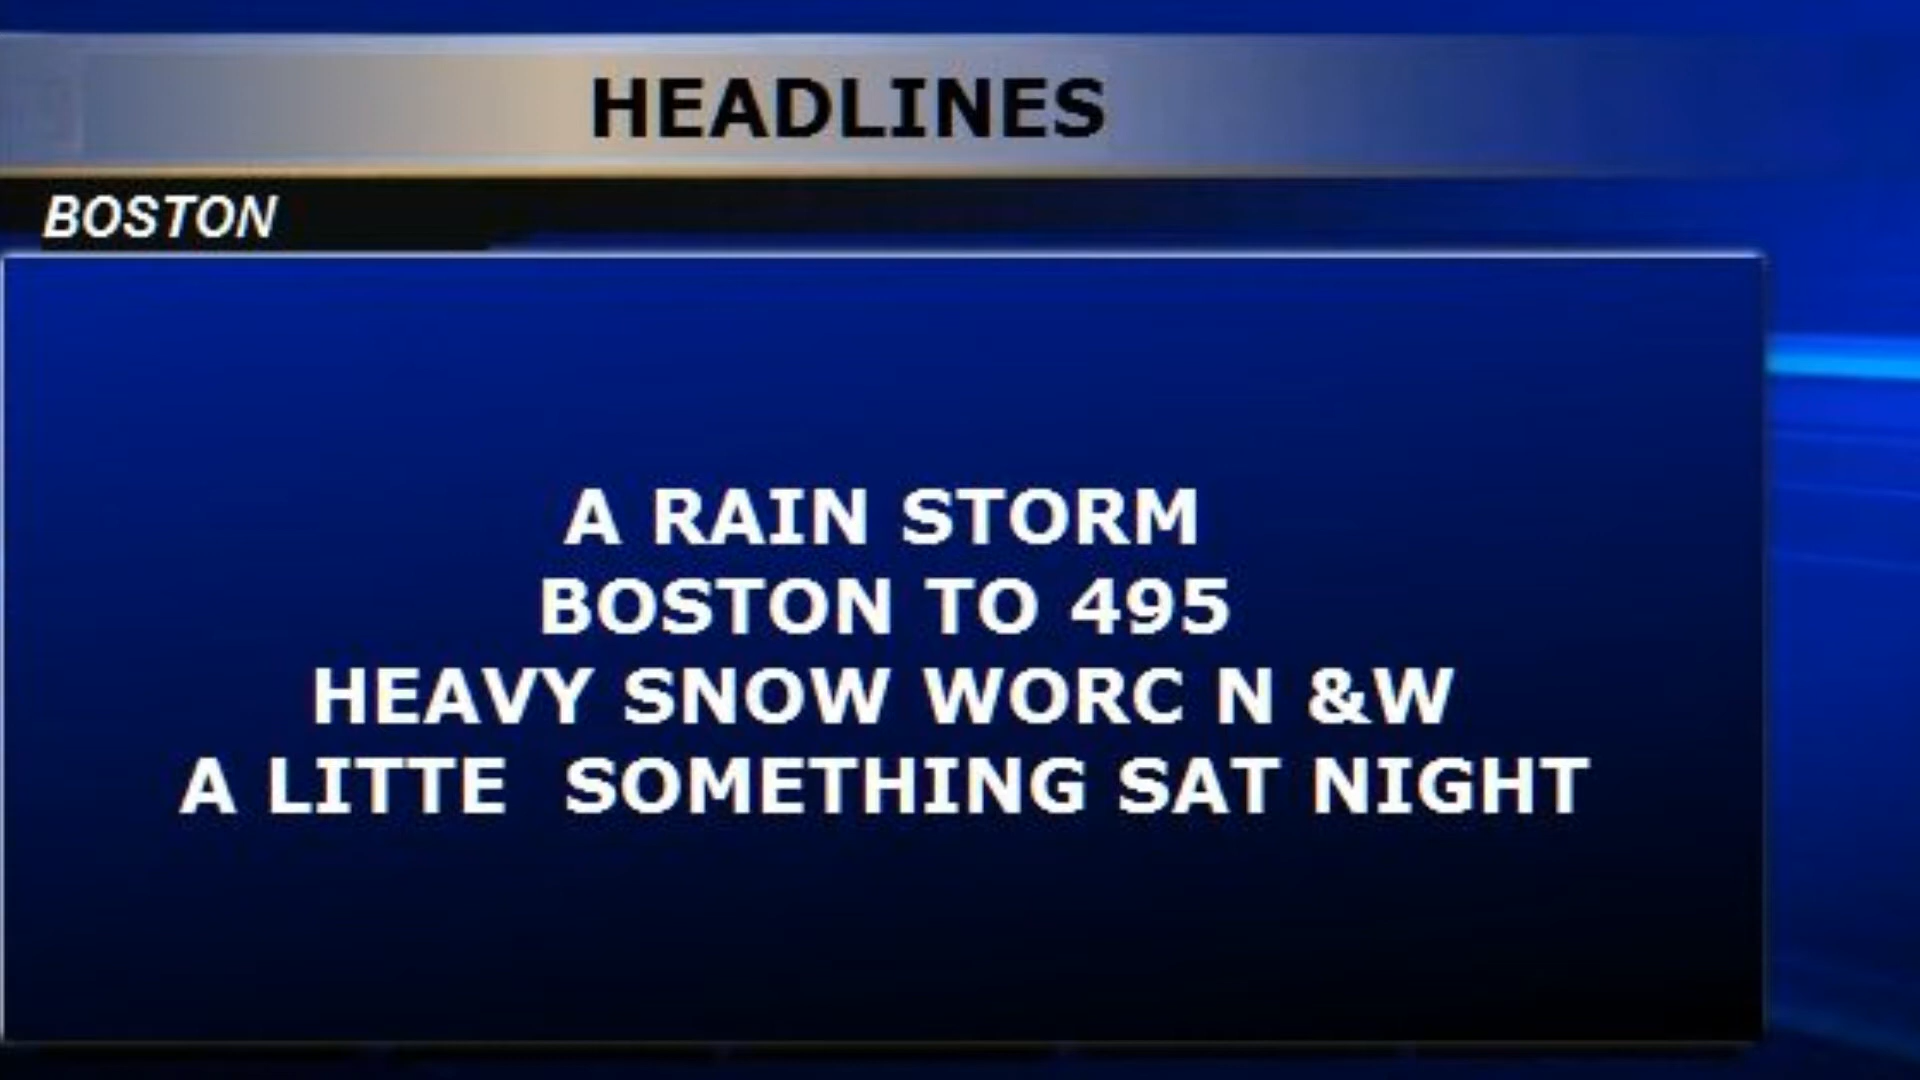 HEADLINES
BOSTON
A RAIN STORM
BOSTON TO 495
HEAVY SNOW WORC N &W
A LITTE  SOMETHING SAT NIGHT